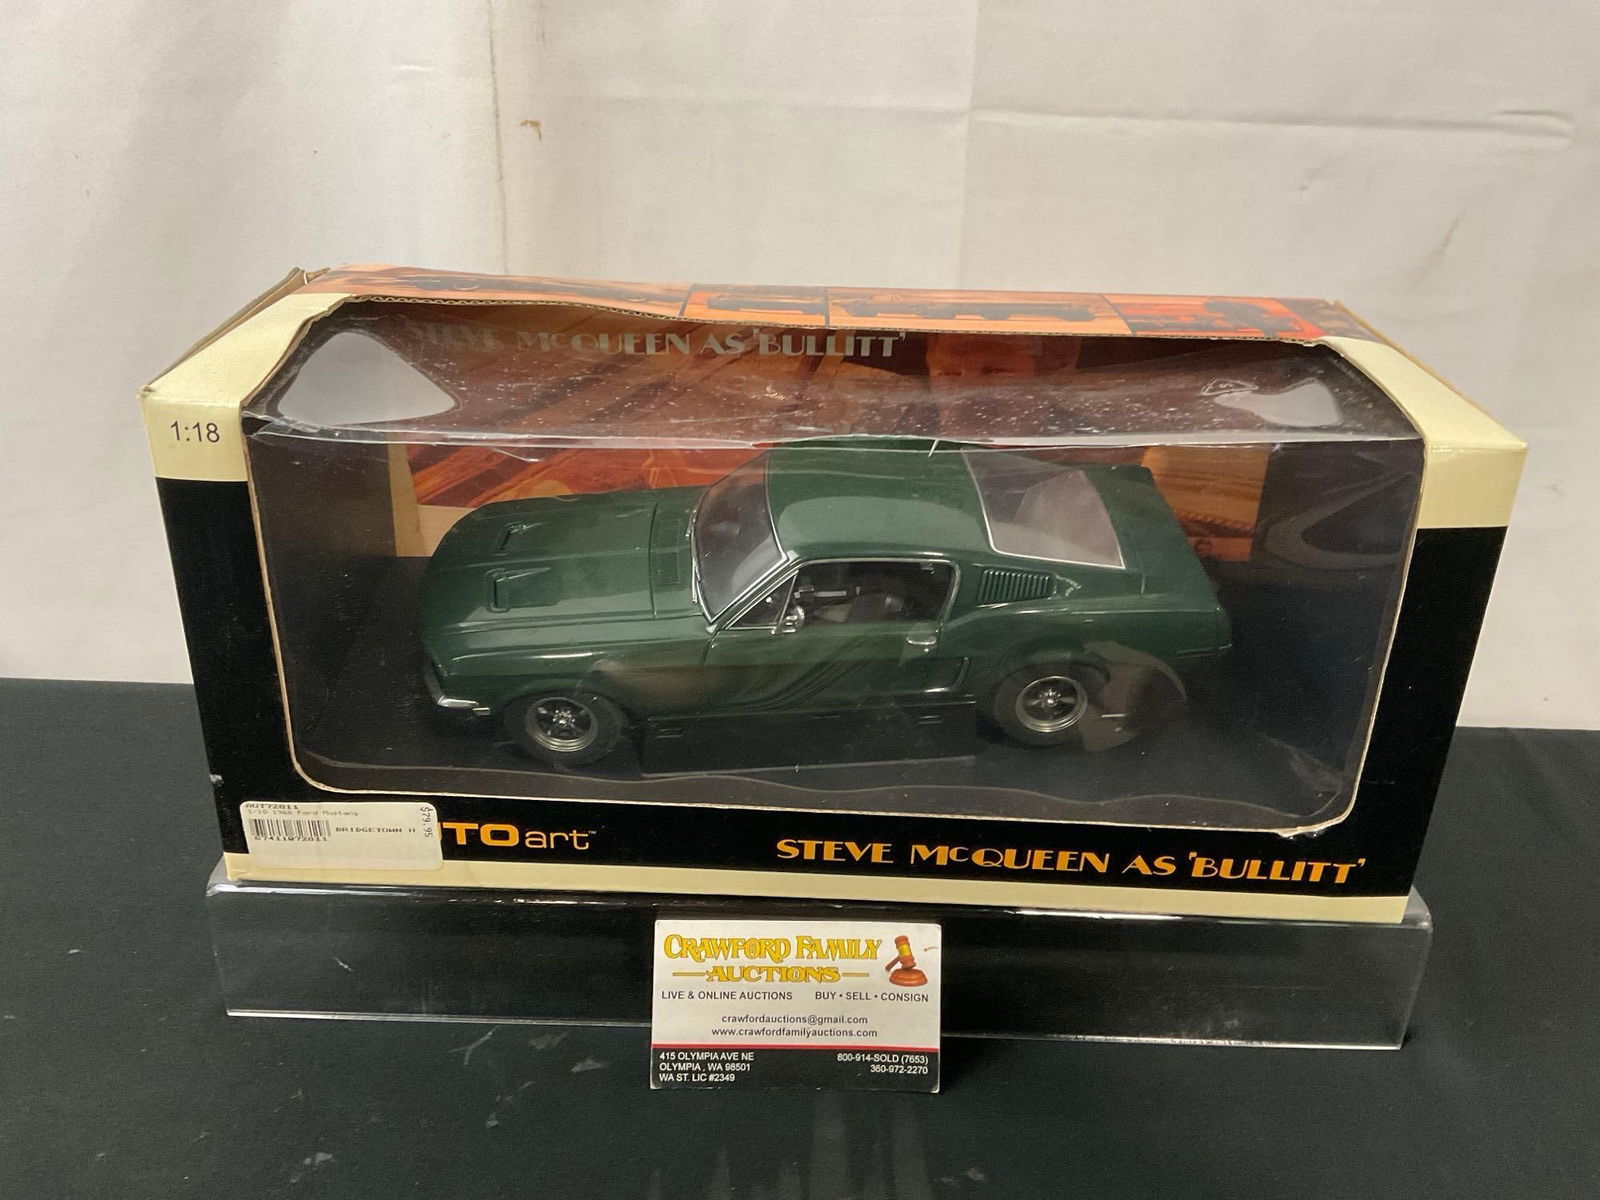 STEVE McQUEEN AS 'BULLITT'
1:18
AUT72811
1/18 1968 Ford Mustang
$79.95
BRIDGETOWN H
TOart™
STEVE McQUEEN AS 'BULLITT'
CRAWFORD FAMILY
AUCTIONS
LIVE & ONLINE AUCTIONS BUY • SELL • CONSIGN
crawfordauctions@gmail.com
www.crawfordfamilyauctions.com
415 OLYMPIA AVE NE 800-914-SOLD (7653)
OLYMPIA, WA 98501 360-972-2270
WA ST. LIC #2349